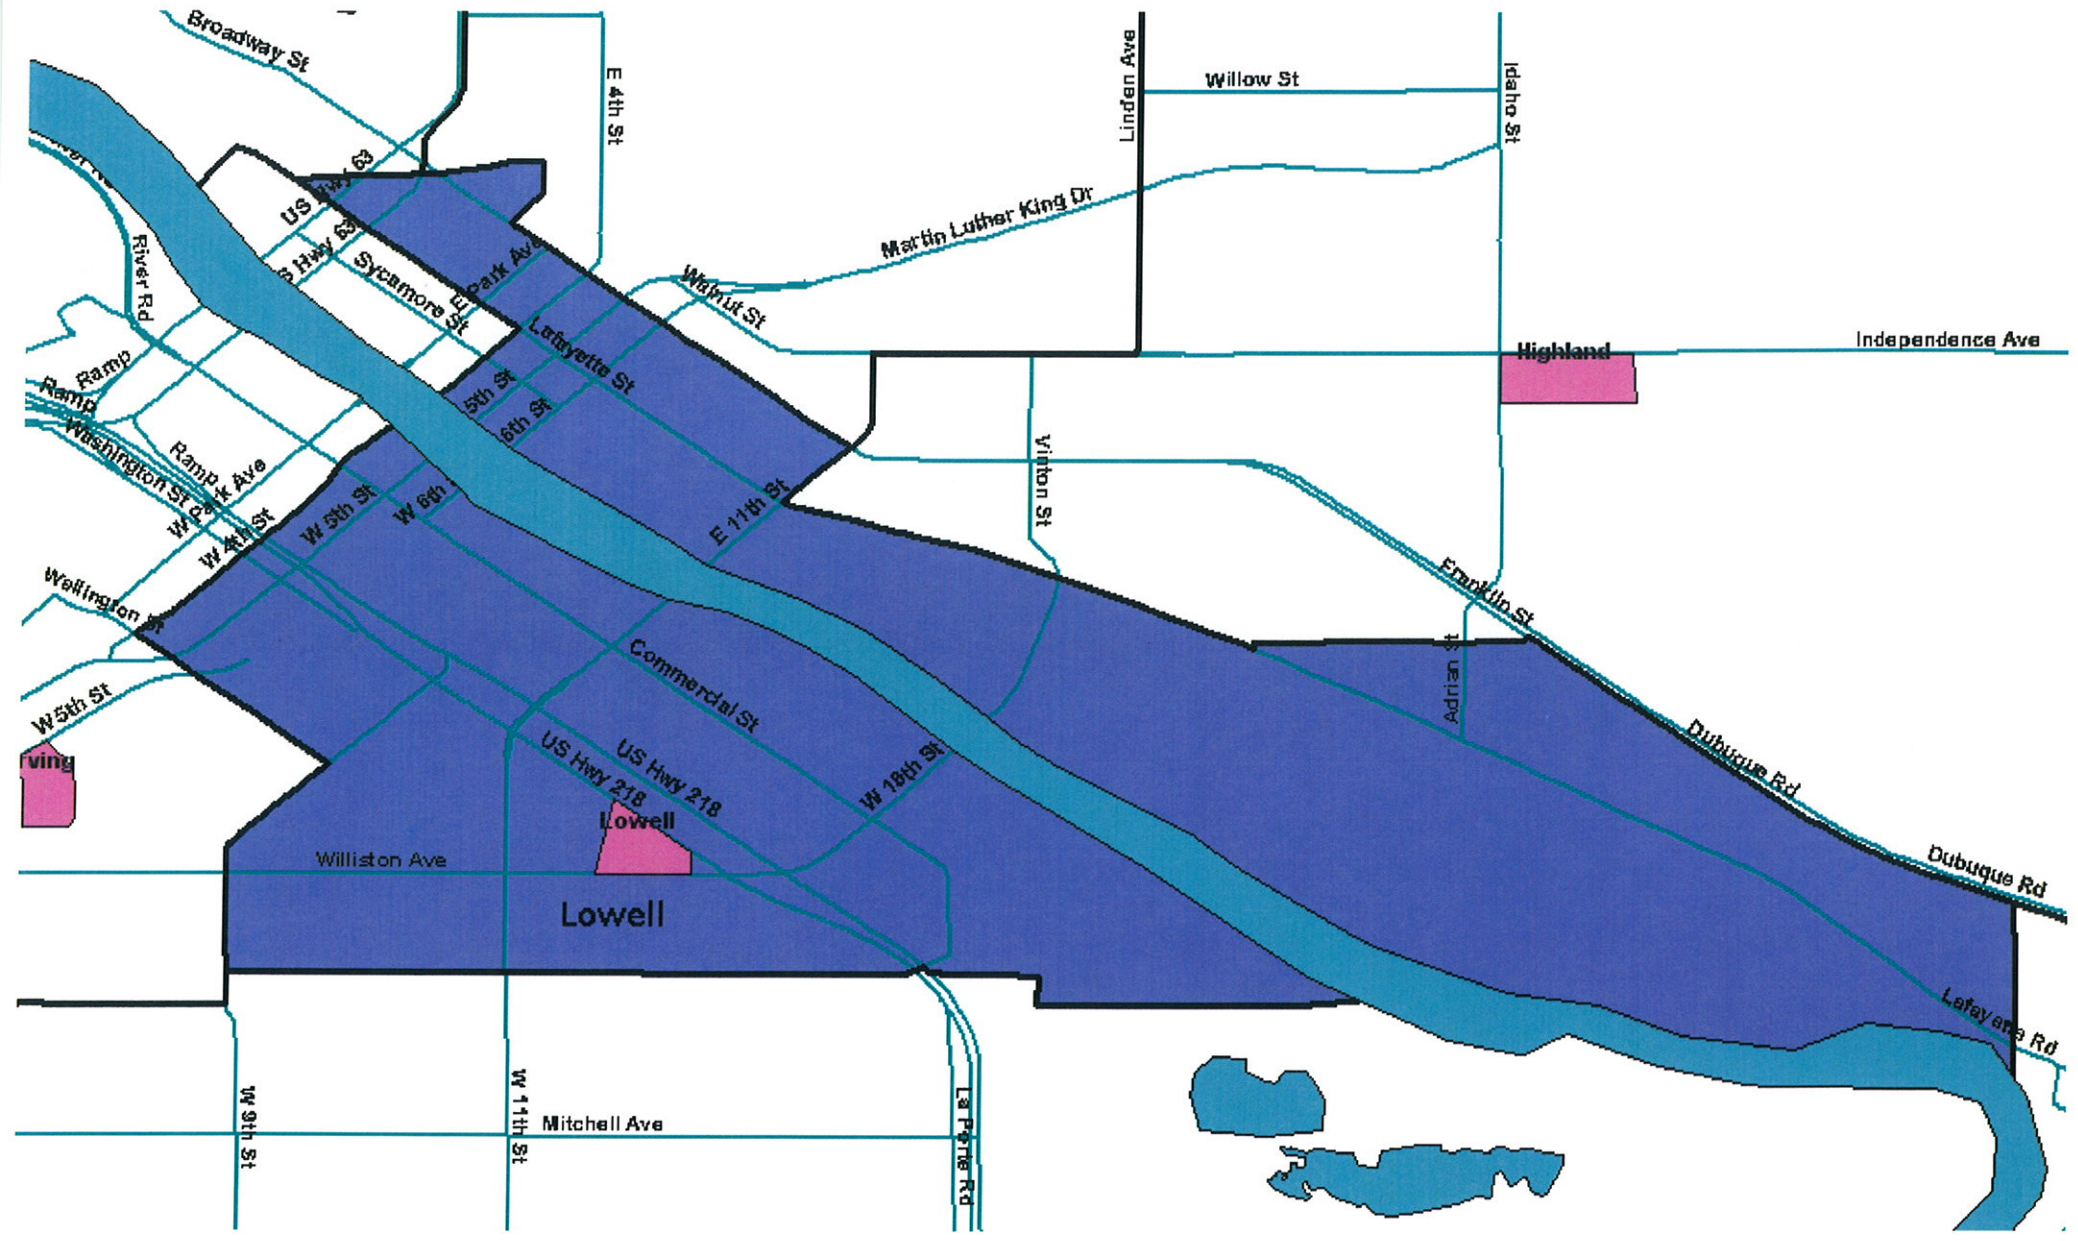 Broadway St
E 4th St
Linden Ave
Willow St
Idaho St
US Hwy 63
S Hwy 63
River Rd
Sycamore St
E Park Ave
Martin Luther King Dr
Walnut St
Independence Ave
Highland
Lafayette St
Ramp
Ramp
Washington St
Ramp
W Park Ave
5th St
6th St
W 4th St
W 5th St
W 6th
E 11th St
Vinton St
Franklin St
Wellington St
Adrian St
Commercial St
W 5th St
rving
US Hwy 218
US Hwy 218
W 18th St
Dubuque Rd
Lowell
Williston Ave
Dubuque Rd
Lowell
Lafayette Rd
W 9th St
W 11th St
Mitchell Ave
La Porte Rd